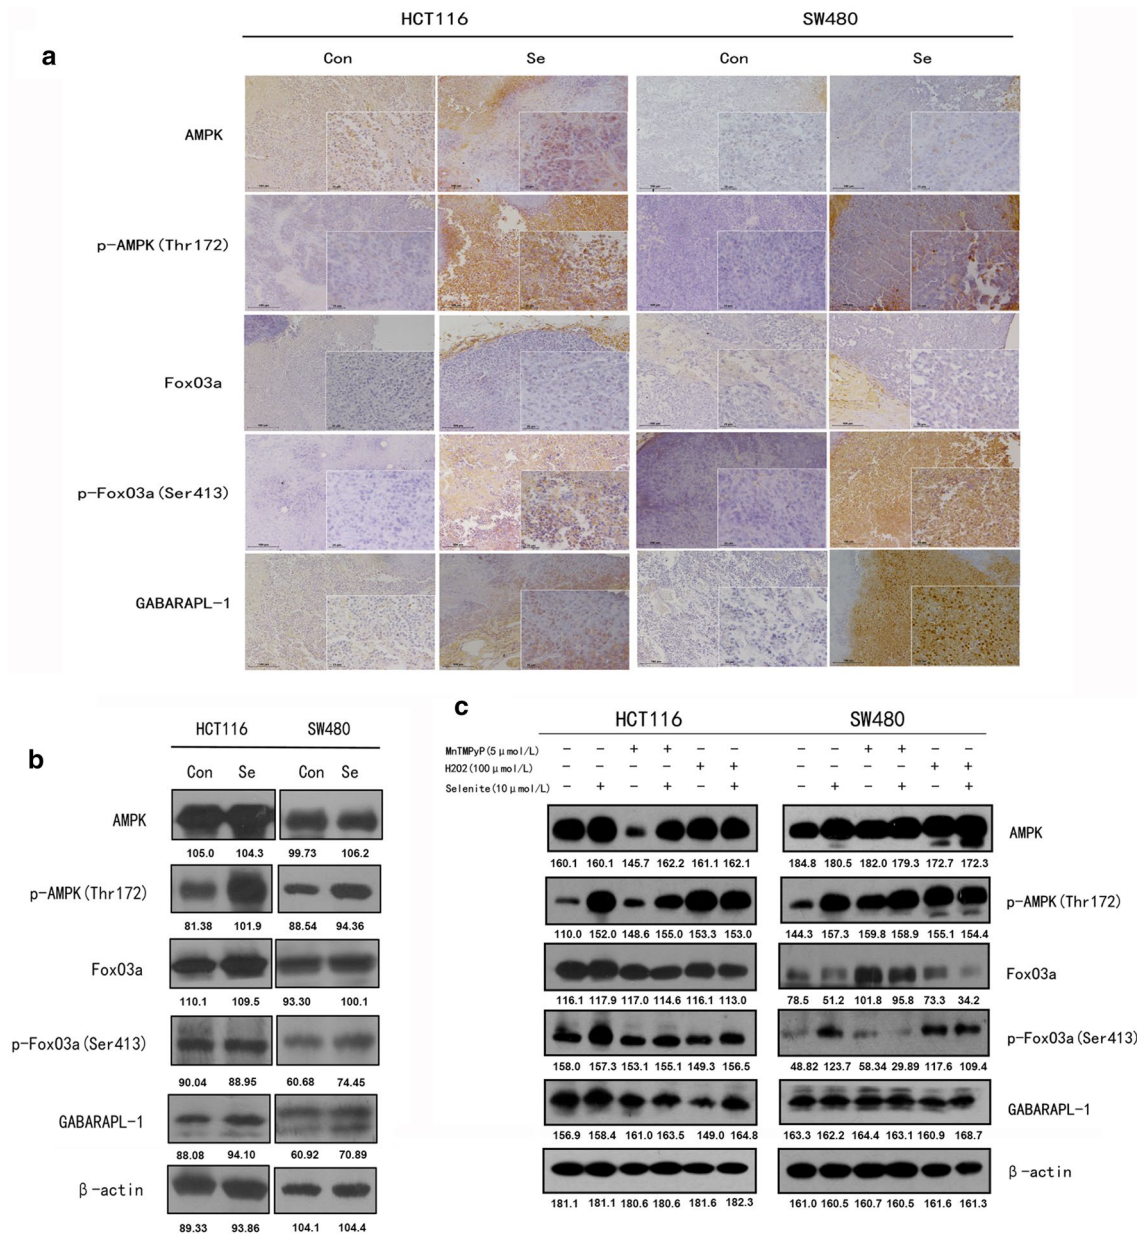 HCT116 SW480
a
Con Se Con Se
AMPK
p-AMPK(Thr172)
Fox03a
p-Fox03a(Ser413)
GABARAPL-1
b
HCT116 SW480
Con Se Con Se
AMPK
105.0 104.3 99.73 106.2
p-AMPK(Thr172)
81.38 101.9 88.54 94.36
Fox03a
110.1 109.5 93.30 100.1
p-Fox03a(Ser413)
90.04 88.95 60.68 74.45
GABARAPL-1
88.08 94.10 60.92 70.89
β-actin
89.33 93.86 104.1 104.4
c
HCT116 SW480
MnTMPyP(5μmol/L) − − + + − − − − + + − −
H202(100μmol/L) − − − − + + − − − − + +
Selenite(10μmol/L) − + − + − + − + − + − +
AMPK
160.1 160.1 145.7 162.2 161.1 162.1 184.8 180.5 182.0 179.3 172.7 172.3
p-AMPK(Thr172)
110.0 152.0 148.6 155.0 153.3 153.0 144.3 157.3 159.8 158.9 155.1 154.4
Fox03a
116.1 117.9 117.0 114.6 116.1 113.0 78.5 51.2 101.8 95.8 73.3 34.2
p-Fox03a(Ser413)
158.0 157.3 153.1 155.1 149.3 156.5 48.82 123.7 58.34 29.89 117.6 109.4
GABARAPL-1
156.9 158.4 161.0 163.5 149.0 164.8 163.3 162.2 164.4 163.1 160.9 168.7
β-actin
181.1 181.1 180.6 180.6 181.6 182.3 161.0 160.5 160.7 160.5 161.6 161.3